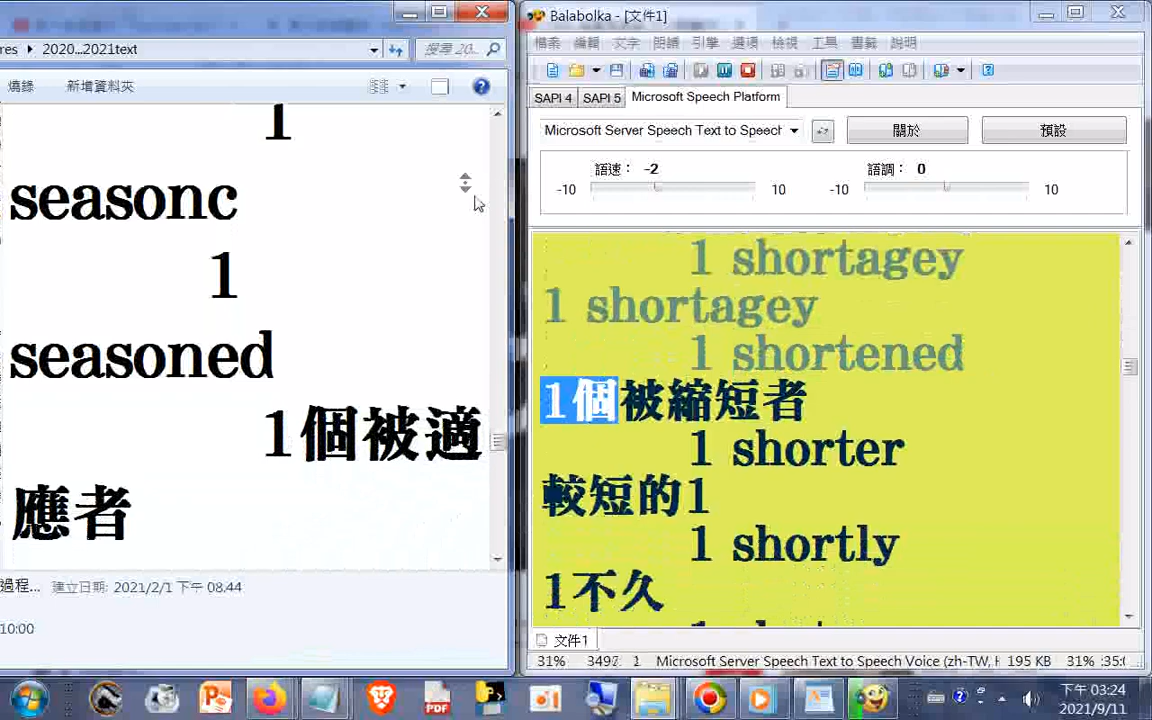 res ▸ 2020...2021text
搜尋 20...
燒錄 新增資料夾
1
seasonc
1
seasoned
1個被適
應者
過程... 建立日期: 2021/2/1 下午 08:44
10:00
Balabolka - [文件1]
檔案 編輯 文字 朗讀 引擎 選項 檢視 工具 書籤 說明
SAPI 4 SAPI 5 Microsoft Speech Platform
Microsoft Server Speech Text to Speech 關於 預設
語速： -2 語調： 0
-10 10 -10 10
1 shortagey
1 shortagey
1 shortened
1個被縮短者
1 shorter
較短的1
1 shortly
1不久
文件1
31% 3492 1 Microsoft Server Speech Text to Speech Voice (zh-TW, H 195 KB 31%
PDF
下午 03:24
2021/9/11